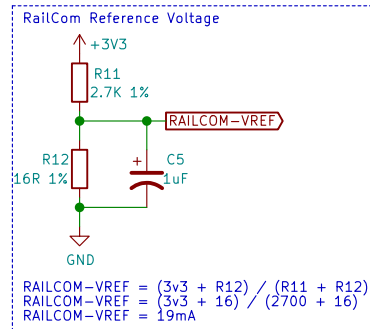 RailCom Reference Voltage
+3V3
R11
2.7K 1%
RAILCOM-VREF
R12
16R 1%
+
C5
1uF
GND
RAILCOM-VREF = (3v3 + R12) / (R11 + R12)
RAILCOM-VREF = (3v3 + 16) / (2700 + 16)
RAILCOM-VREF = 19mA